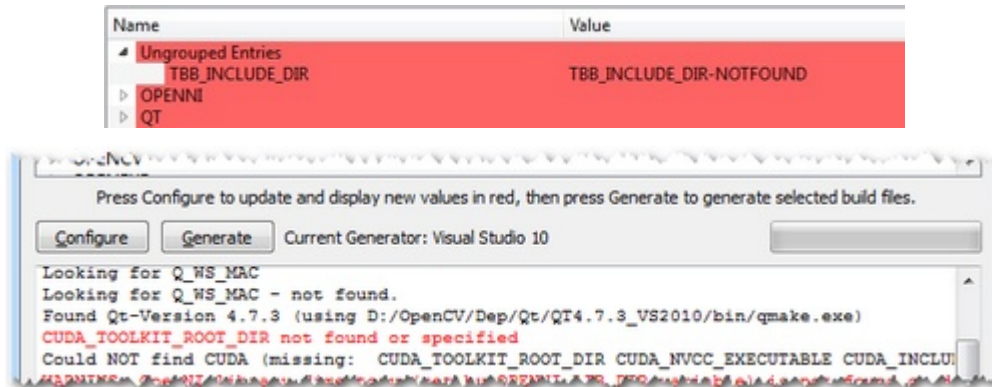 Name Value
Ungrouped Entries
TBB_INCLUDE_DIR TBB_INCLUDE_DIR-NOTFOUND
OPENNI
QT
Press Configure to update and display new values in red, then press Generate to generate selected build files.
Configure Generate Current Generator: Visual Studio 10
Looking for Q_WS_MAC
Looking for Q_WS_MAC - not found.
Found Qt-Version 4.7.3 (using D:/OpenCV/Dep/Qt/QT4.7.3_VS2010/bin/qmake.exe)
CUDA_TOOLKIT_ROOT_DIR not found or specified
Could NOT find CUDA (missing: CUDA_TOOLKIT_ROOT_DIR CUDA_NVCC_EXECUTABLE CUDA_INCLU